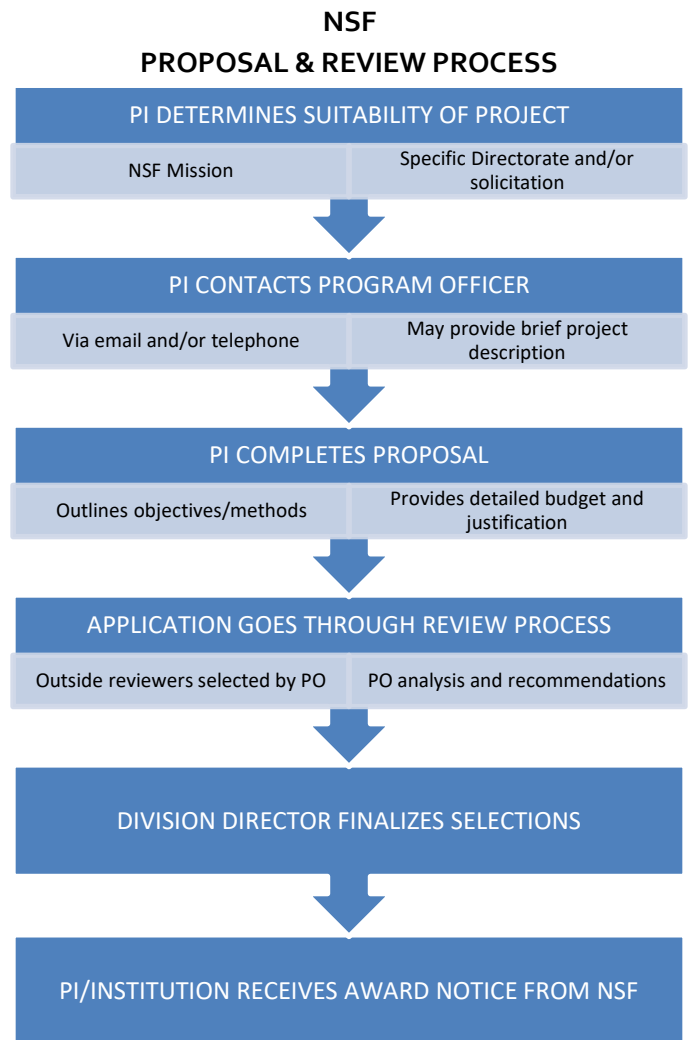 NSF
PROPOSAL & REVIEW PROCESS
PI DETERMINES SUITABILITY OF PROJECT
NSF Mission
Specific Directorate and/or
solicitation
PI CONTACTS PROGRAM OFFICER
Via email and/or telephone
May provide brief project
description
PI COMPLETES PROPOSAL
Outlines objectives/methods
Provides detailed budget and
justification
APPLICATION GOES THROUGH REVIEW PROCESS
Outside reviewers selected by PO
PO analysis and recommendations
DIVISION DIRECTOR FINALIZES SELECTIONS
PI/INSTITUTION RECEIVES AWARD NOTICE FROM NSF